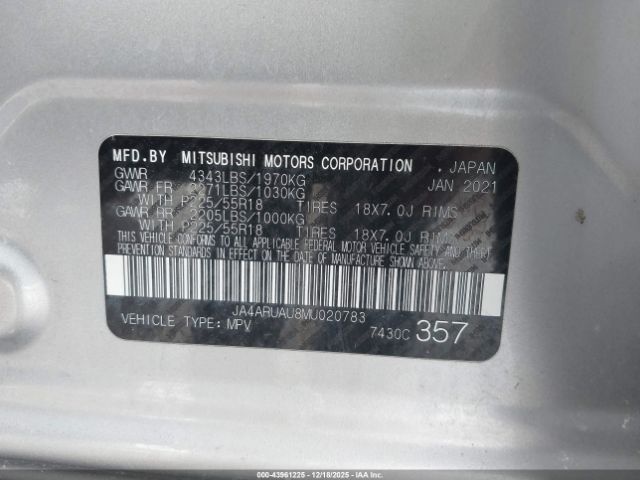 MFD.BY MITSUBISHI MOTORS CORPORATION , JAPAN
GVWR 4343LBS/1970KG JAN 2021
GAWR FR 2271LBS/1030KG
WITH P225/55R18 TIRES 18X7.0J RIMS
GAWR RR 2205LBS/1000KG
WITH P225/55R18 TIRES 18X7.0J RIMS
THIS VEHICLE CONFORMS TO ALL APPLICABLE FEDERAL MOTOR VEHICLE SAFETY AND THEFT
PREVENTION STANDARDS IN EFFECT ON THE DATE OF MANUFACTURE SHOWN ABOVE.
JA4ARUAU8MU020783
VEHICLE TYPE: MPV 7430C 357
000-43961225 - 12/18/2025 - IAAI.COM